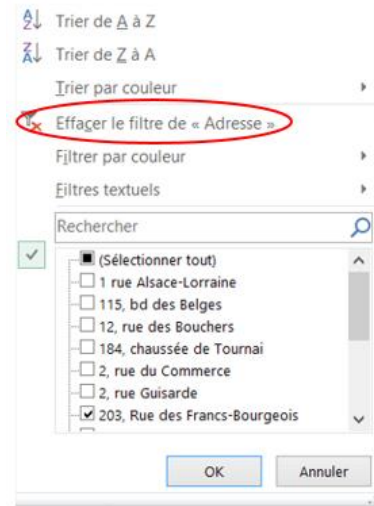 Trier de A à Z
Trier de Z à A
Trier par couleur
Effacer le filtre de « Adresse »
Filtrer par couleur
Filtres textuels
Rechercher
(Sélectionner tout)
1 rue Alsace-Lorraine
115, bd des Belges
12, rue des Bouchers
184, chaussée de Tournai
2, rue du Commerce
2, rue Guisarde
203, Rue des Francs-Bourgeois
OK Annuler